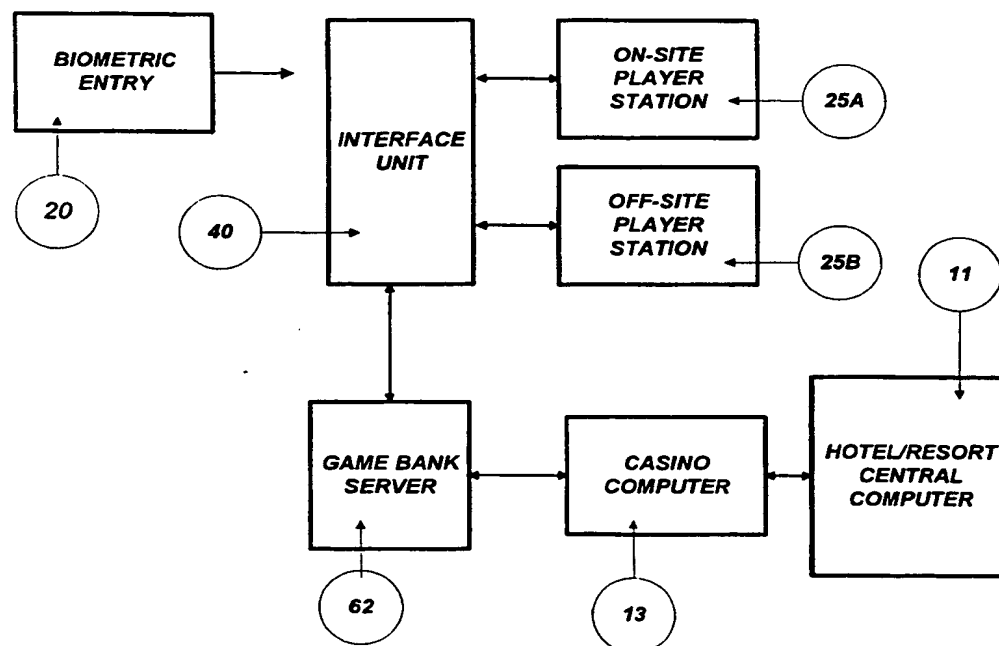 BIOMETRIC
ENTRY
20
INTERFACE
UNIT
40
ON-SITE
PLAYER
STATION
25A
OFF-SITE
PLAYER
STATION
25B
11
GAME BANK
SERVER
62
CASINO
COMPUTER
13
HOTEL/RESORT
CENTRAL
COMPUTER